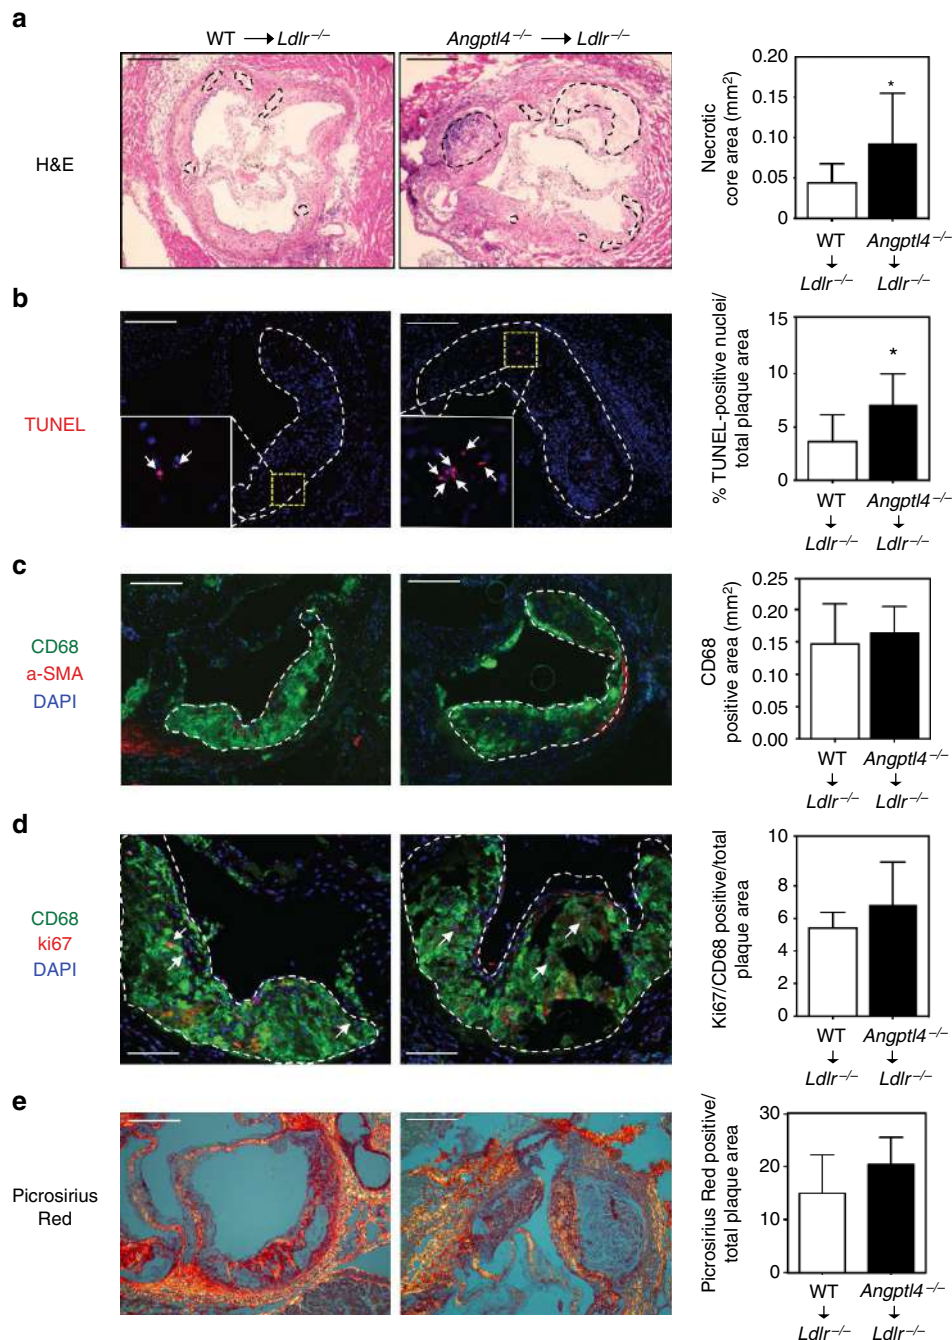 a
WT → Ldlr−/−
Angptl4−/− → Ldlr−/−
H&E
Necrotic
core area (mm2)
0.20
0.15
0.10
0.05
0
*
WT
↓
Ldlr−/−
Angptl4−/−
↓
Ldlr−/−
b
TUNEL
% TUNEL-positive nuclei/
total plaque area
15
10
5
0
*
WT
↓
Ldlr−/−
Angptl4−/−
↓
Ldlr−/−
c
CD68
a-SMA
DAPI
CD68
positive area (mm2)
0.25
0.20
0.15
0.10
0.05
0.00
WT
↓
Ldlr−/−
Angptl4−/−
↓
Ldlr−/−
d
CD68
ki67
DAPI
Ki67/CD68 positive/total
plaque area
10
8
6
4
2
0
WT
↓
Ldlr−/−
Angptl4−/−
↓
Ldlr−/−
e
Picrosirius
Red
Picrosirius Red positive/
total plaque area
30
20
10
0
WT
↓
Ldlr−/−
Angptl4−/−
↓
Ldlr−/−